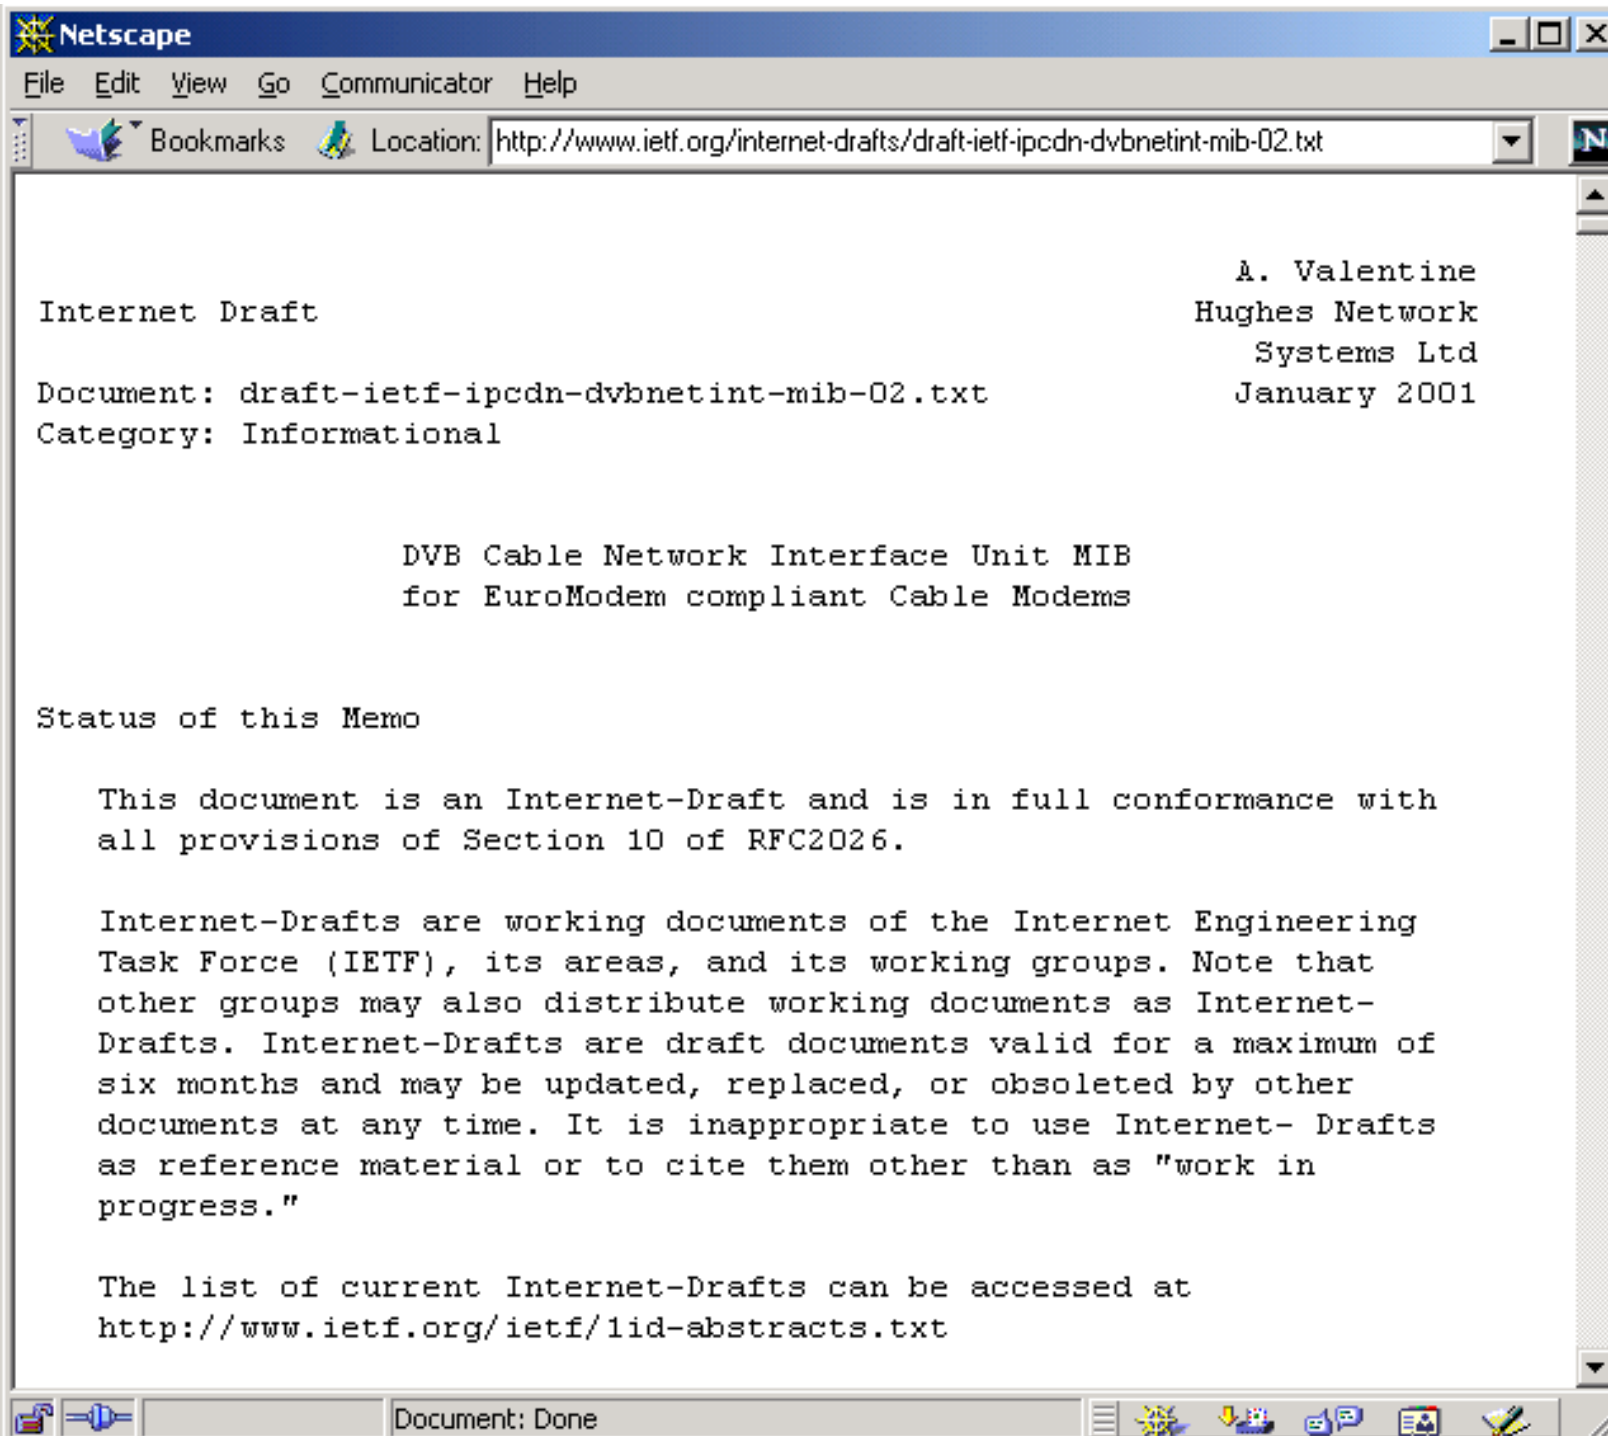 Netscape
File Edit View Go Communicator Help
Bookmarks Location: http://www.ietf.org/internet-drafts/draft-ietf-ipcdn-dvbnetint-mib-02.txt N
A. Valentine
Internet Draft Hughes Network
Systems Ltd
Document: draft-ietf-ipcdn-dvbnetint-mib-02.txt January 2001
Category: Informational
DVB Cable Network Interface Unit MIB
for EuroModem compliant Cable Modems
Status of this Memo
This document is an Internet-Draft and is in full conformance with
all provisions of Section 10 of RFC2026.
Internet-Drafts are working documents of the Internet Engineering
Task Force (IETF), its areas, and its working groups. Note that
other groups may also distribute working documents as Internet-
Drafts. Internet-Drafts are draft documents valid for a maximum of
six months and may be updated, replaced, or obsoleted by other
documents at any time. It is inappropriate to use Internet- Drafts
as reference material or to cite them other than as "work in
progress."
The list of current Internet-Drafts can be accessed at
http://www.ietf.org/ietf/1id-abstracts.txt
Document: Done